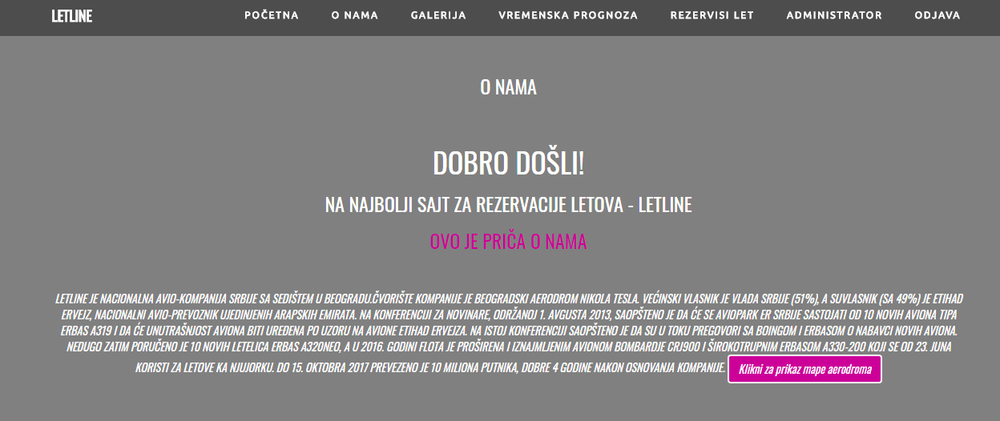 LETLINE POČETNA O NAMA GALERIJA VREMENSKA PROGNOZA REZERVISI LET ADMINISTRATOR ODJAVA
O NAMA
DOBRO DOŠLI!
NA NAJBOLJI SAJT ZA REZERVACIJE LETOVA - LETLINE
OVO JE PRIČA O NAMA
LETLINE JE NACIONALNA AVIO-KOMPANIJA SRBIJE SA SEDIŠTEM U BEOGRADU.ČVORIŠTE KOMPANIJE JE BEOGRADSKI AERODROM NIKOLA TESLA. VEĆINSKI VLASNIK JE VLADA SRBIJE (51%), A SUVLASNIK (SA 49%) JE ETIHAD
ERVEJZ, NACIONALNI AVIO-PREVOZNIK UJEDINJENIH ARAPSKIH EMIRATA. NA KONFERENCIJI ZA NOVINARE, ODRŽANOJ 1. AVGUSTA 2013, SAOPŠTENO JE DA ĆE SE AVIOPARK ER SRBIJE SASTOJATI OD 10 NOVIH AVIONA TIPA
ERBAS A319 I DA ĆE UNUTRAŠNJOST AVIONA BITI UREĐENA PO UZORU NA AVIONE ETIHAD ERVEJZA. NA ISTOJ KONFERENCIJI SAOPŠTENO JE DA SU U TOKU PREGOVORI SA BOINGOM I ERBASOM O NABAVCI NOVIH AVIONA.
NEDUGO ZATIM PORUČENO JE 10 NOVIH LETELICA ERBAS A320NEO, A U 2016. GODINI FLOTA JE PROŠIRENA I IZNAJMLJENIM AVIONOM BOMBARDJE CRJ900 I ŠIROKOTRUPNIM ERBASOM A330-200 KOJI SE OD 23. JUNA
KORISTI ZA LETOVE KA NJUJORKU. DO 15. OKTOBRA 2017 PREVEZENO JE 10 MILIONA PUTNIKA, DOBRE 4 GODINE NAKON OSNOVANJA KOMPANIJE. Klikni za prikaz mape aerodroma